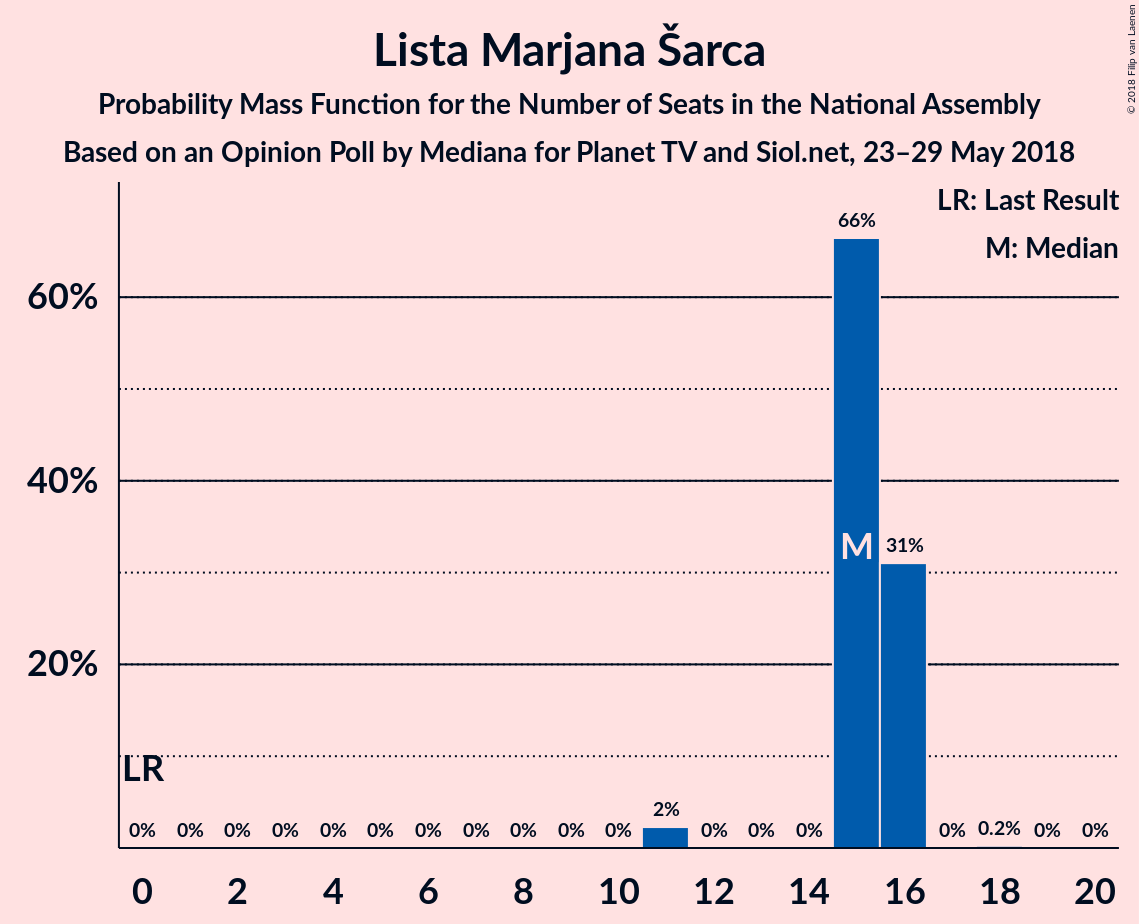 Lista Marjana Šarca
Probability Mass Function for the Number of Seats in the National Assembly
Based on an Opinion Poll by Mediana for Planet TV and Siol.net, 23–29 May 2018
© 2018 Filip van Laenen
LR: Last Result
M: Median
66%
60%
M
31%
40%
20%
LR
2%
0% 0% 0% 0% 0% 0% 0% 0% 0% 0% 0% 0% 0% 0% 0% 0.2% 0% 0%
0 2 4 6 8 10 12 14 16 18 20